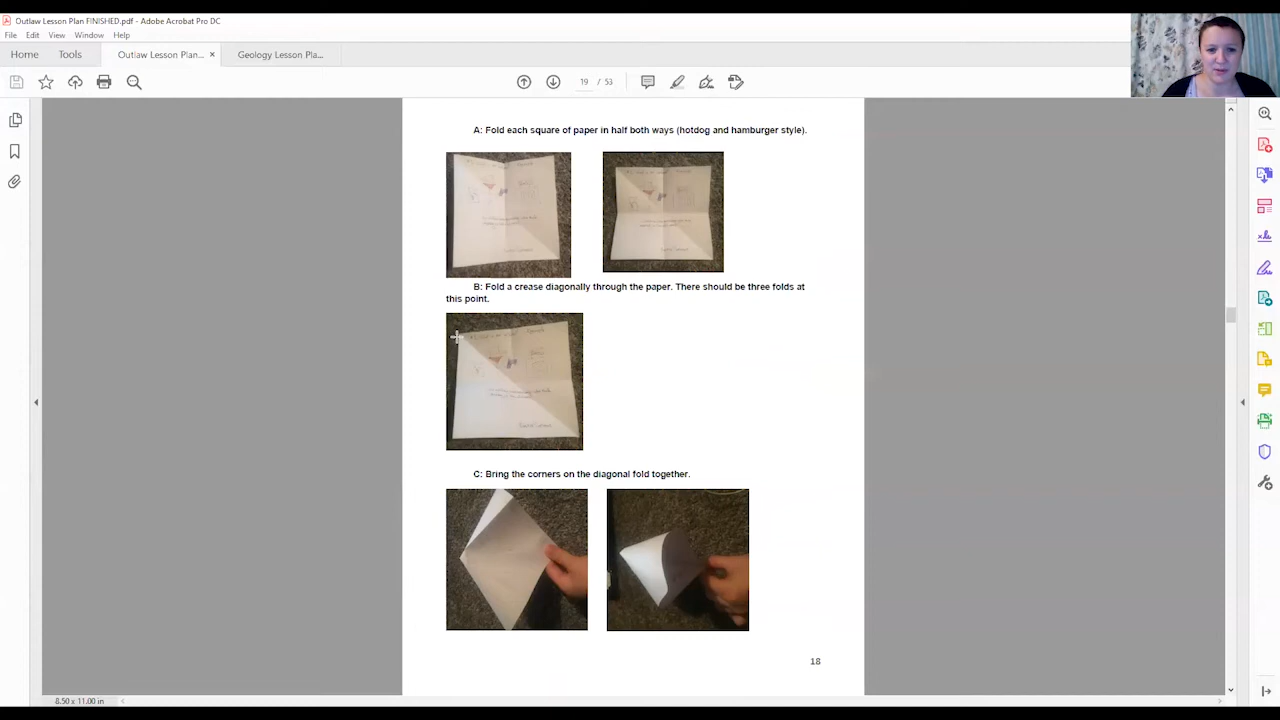 Outlaw Lesson Plan FINISHED.pdf - Adobe Acrobat Pro DC
File Edit View Window Help
Home Tools Outlaw Lesson Plan... × Geology Lesson Pla...
19 / 53
A: Fold each square of paper in half both ways (hotdog and hamburger style).
B: Fold a crease diagonally through the paper. There should be three folds at
this point.
C: Bring the corners on the diagonal fold together.
18
8.50 x 11.00 in